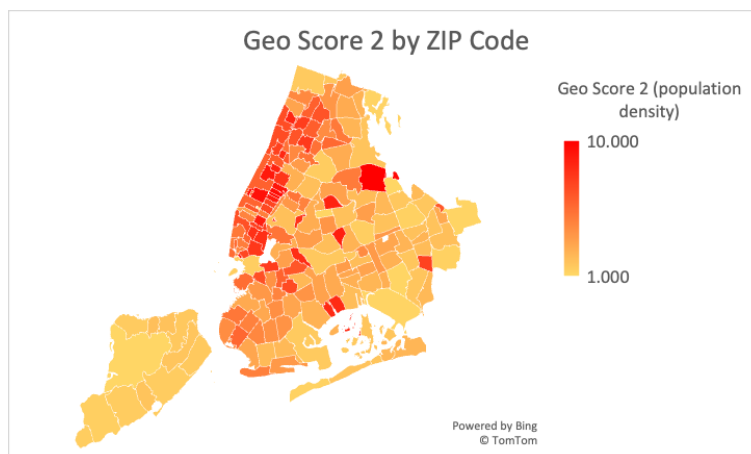 Geo Score 2 by ZIP Code
Geo Score 2 (population
density)
10.000
1.000
Powered by Bing
© TomTom